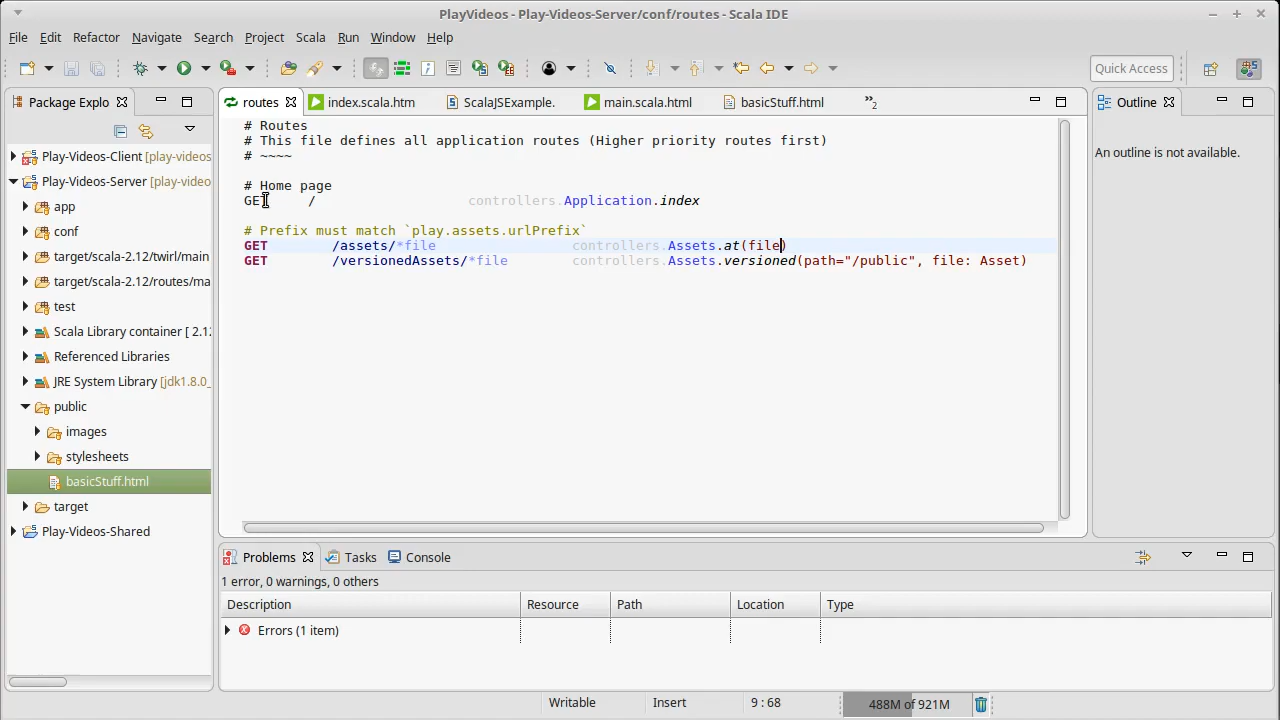 PlayVideos - Play-Videos-Server/conf/routes - Scala IDE
File Edit Refactor Navigate Search Project Scala Run Window Help
Quick Access
Package Explo
routes
index.scala.htm
ScalaJSExample.
main.scala.html
basicStuff.html
»2
Outline
Play-Videos-Client [play-videos
Play-Videos-Server [play-video
app
conf
target/scala-2.12/twirl/main
target/scala-2.12/routes/ma
test
Scala Library container [ 2.12
Referenced Libraries
JRE System Library [jdk1.8.0_
public
images
stylesheets
basicStuff.html
target
Play-Videos-Shared
# Routes
# This file defines all application routes (Higher priority routes first)
# ~~~~
# Home page
GET / controllers.Application.index
# Prefix must match `play.assets.urlPrefix`
GET /assets/*file controllers.Assets.at(file)
GET /versionedAssets/*file controllers.Assets.versioned(path="/public", file: Asset)
An outline is not available.
Problems
Tasks
Console
1 error, 0 warnings, 0 others
Description Resource Path Location Type
Errors (1 item)
Writable Insert 9 : 68 488M of 921M